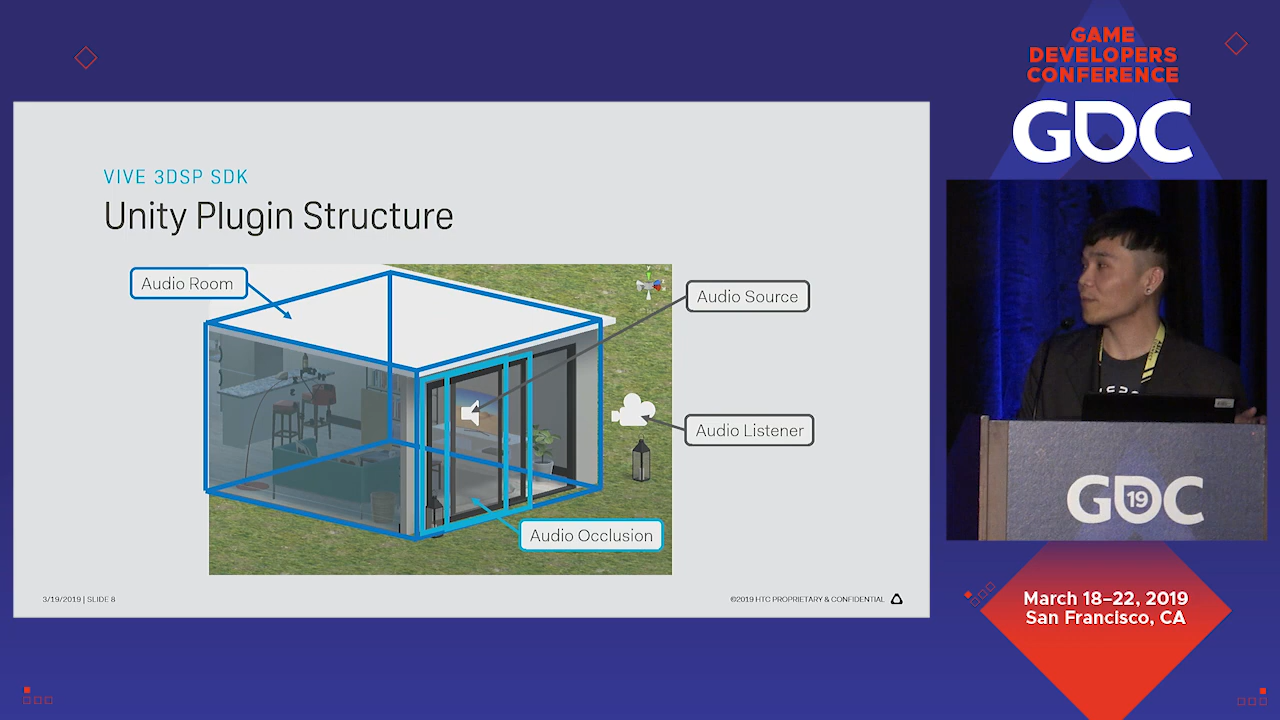 GAME
DEVELOPERS
CONFERENCE
GDC
VIVE 3DSP SDK
Unity Plugin Structure
Audio Room
Audio Source
Audio Listener
Audio Occlusion
3/19/2019 | SLIDE 8
©2019 HTC PROPRIETARY & CONFIDENTIAL
GDC
19
March 18–22, 2019
San Francisco, CA